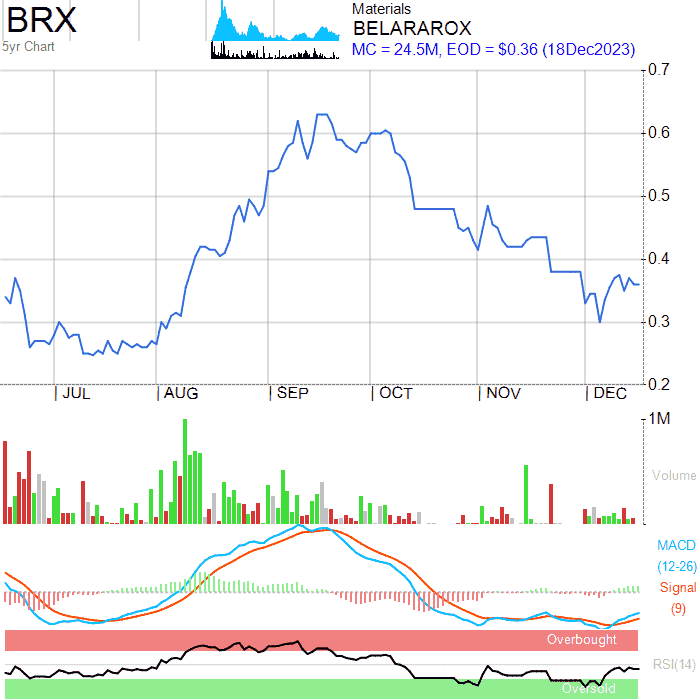 BRX
5yr Chart
Materials
BELARAROX
MC = 24.5M, EOD = $0.36 (18Dec2023)
0.7
0.6
0.5
0.4
0.3
0.2
JUL AUG SEP OCT NOV DEC
1M
Volume
MACD
(12-26)
Signal
(9)
Overbought
RSI(14)
Oversold